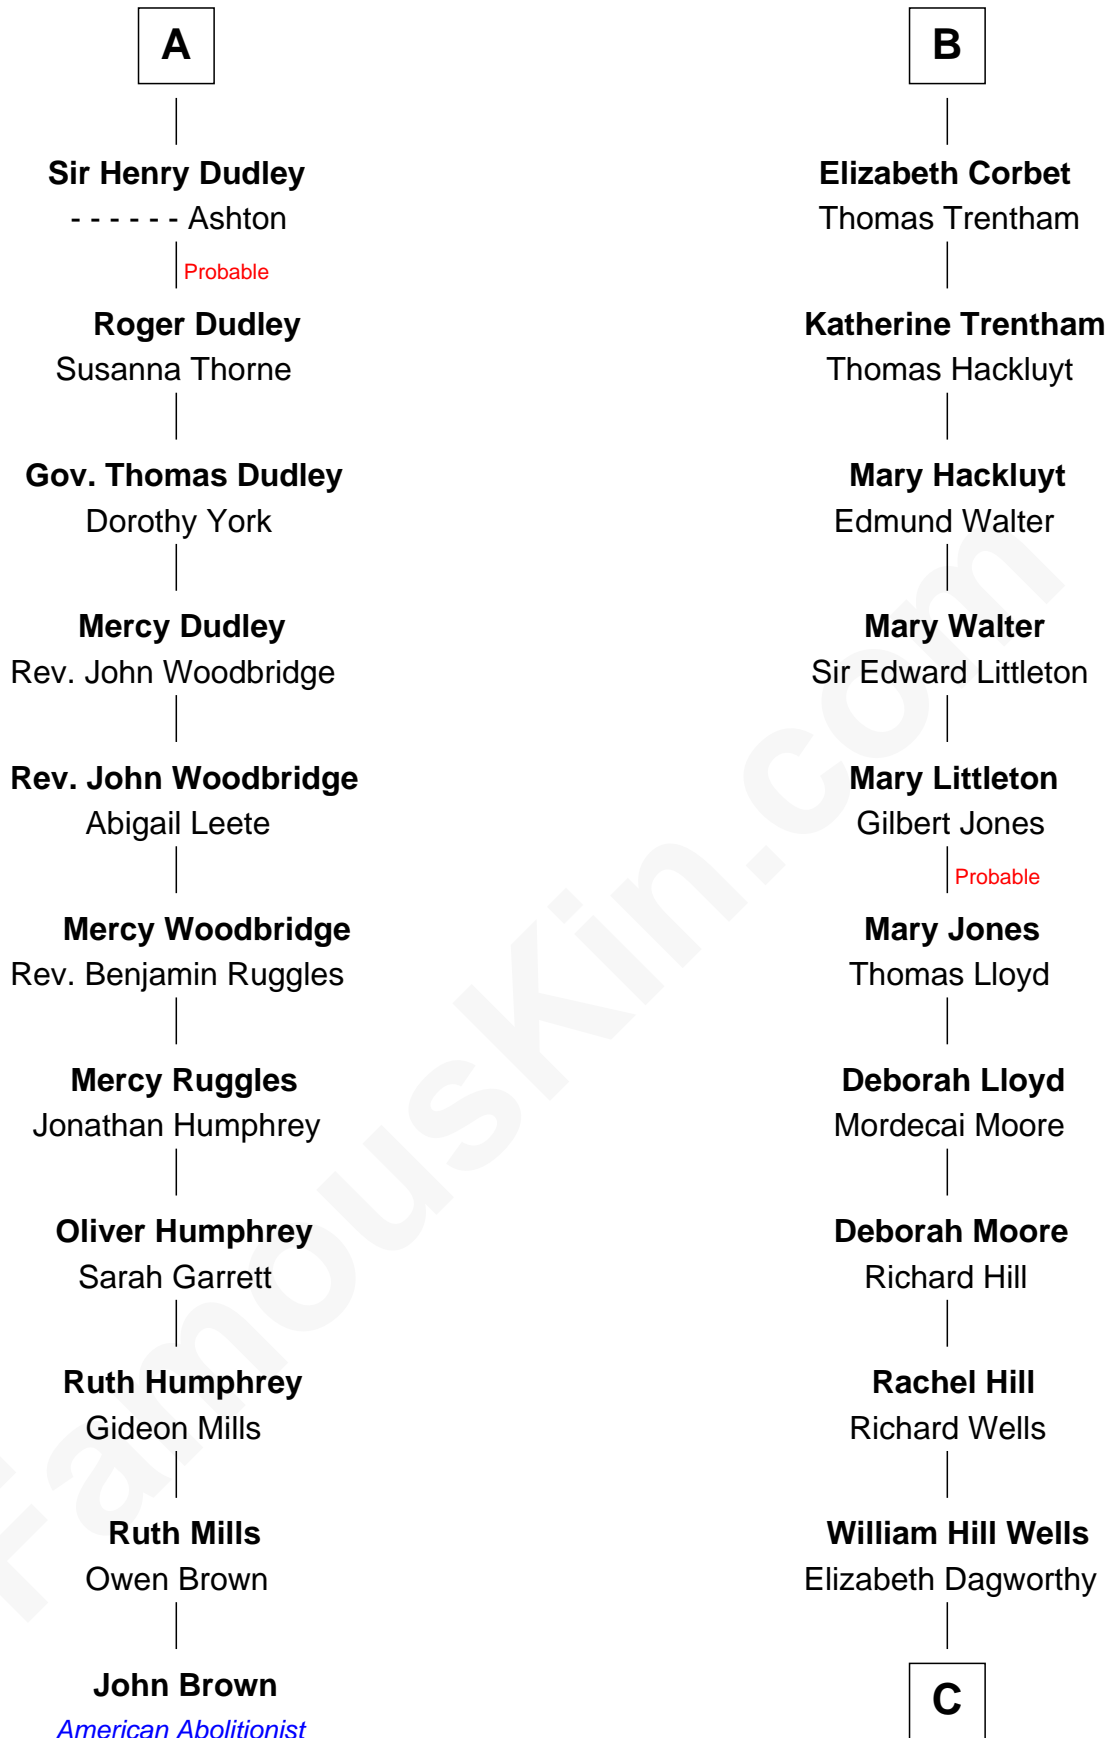 A
Sir Henry Dudley
- - - - - - Ashton
Probable
Roger Dudley
Susanna Thorne
Gov. Thomas Dudley
Dorothy York
Mercy Dudley
Rev. John Woodbridge
Rev. John Woodbridge
Abigail Leete
Mercy Woodbridge
Rev. Benjamin Ruggles
Mercy Ruggles
Jonathan Humphrey
Oliver Humphrey
Sarah Garrett
Ruth Humphrey
Gideon Mills
Ruth Mills
Owen Brown
John Brown
American Abolitionist
B
Elizabeth Corbet
Thomas Trentham
Katherine Trentham
Thomas Hackluyt
Mary Hackluyt
Edmund Walter
Mary Walter
Sir Edward Littleton
Mary Littleton
Gilbert Jones
Probable
Mary Jones
Thomas Lloyd
Deborah Lloyd
Mordecai Moore
Deborah Moore
Richard Hill
Rachel Hill
Richard Wells
William Hill Wells
Elizabeth Dagworthy
C
FamousKin.com